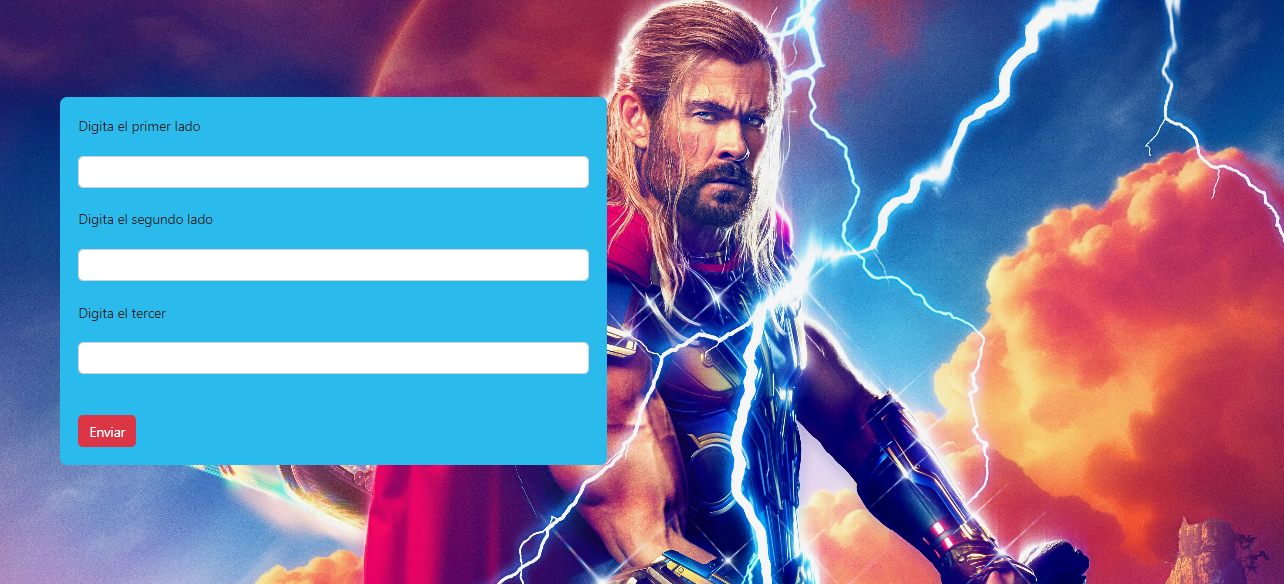 Digita el primer lado
Digita el segundo lado
Digita el tercer
Enviar